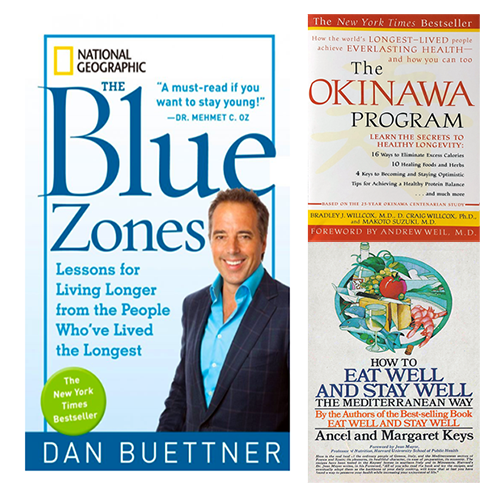 NATIONAL
GEOGRAPHIC
THE
"A must-read if you
want to stay young!"
—DR. MEHMET C. OZ
Blue
Zones
Lessons for
Living Longer
from the People
Who've Lived
the Longest
The
New York
Times
Bestseller
DAN BUETTNER
THE NEW YORK TIMES BESTSELLER
How the world's LONGEST–LIVED people
achieve EVERLASTING HEALTH—
and how you can too
The
OKINAWA
PROGRAM
LEARN THE SECRETS TO
HEALTHY LONGEVITY:
16 Ways to Eliminate Excess Calories
10 Healing Foods and Herbs
4 Keys to Becoming and Staying Optimistic
Tips for Achieving a Healthy Protein Balance
. . . and much more
BASED ON THE 25-YEAR OKINAWA CENTENARIAN STUDY
BRADLEY J. WILLCOX, M.D., D. CRAIG WILLCOX, Ph.D.,
and MAKOTO SUZUKI, M.D.
FOREWORD BY ANDREW WEIL, M.D.
HOW TO
EAT WELL
AND STAY WELL
THE MEDITERRANEAN WAY
By the Authors of the Best-selling Book
EAT WELL AND STAY WELL
Ancel and Margaret Keys
Foreword by Jean Mayer,
Professor of Nutrition, Harvard University School of Public Health